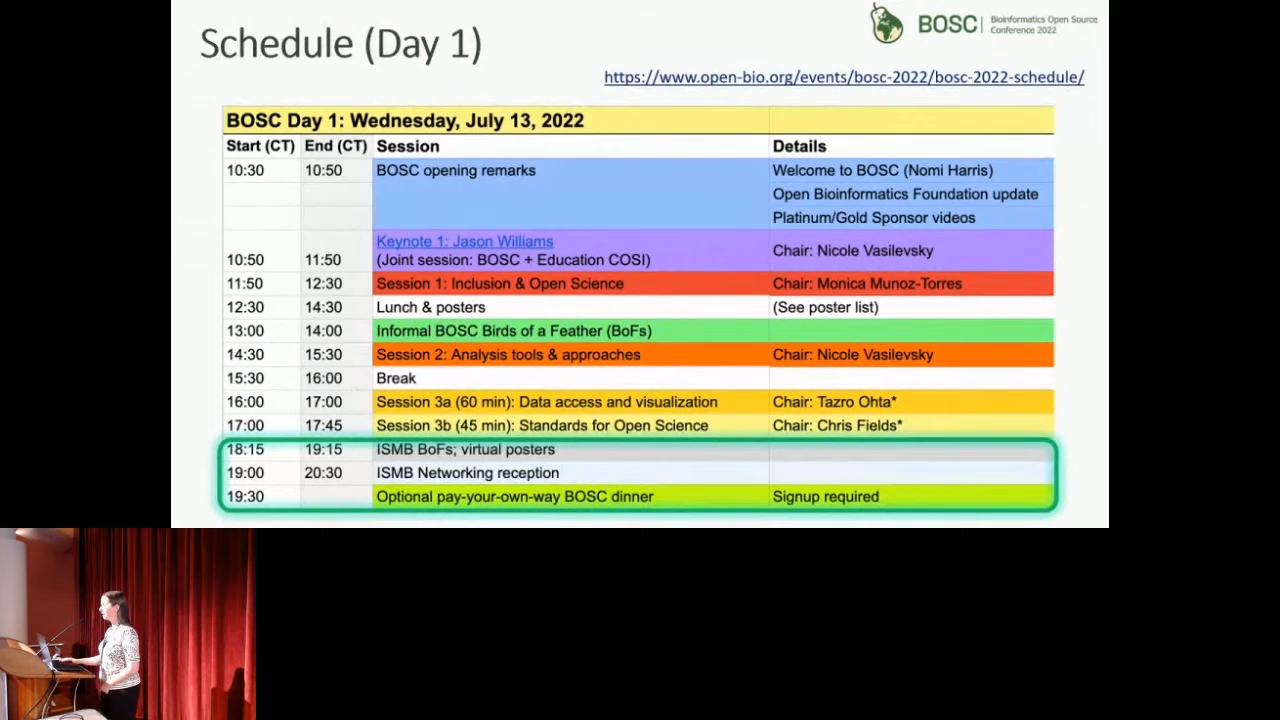 Schedule (Day 1)
BOSC
Bioinformatics Open Source
Conference 2022
https://www.open-bio.org/events/bosc-2022/bosc-2022-schedule/
BOSC Day 1: Wednesday, July 13, 2022
Start (CT) End (CT) Session Details
10:30 10:50 BOSC opening remarks Welcome to BOSC (Nomi Harris)
Open Bioinformatics Foundation update
Platinum/Gold Sponsor videos
Keynote 1: Jason Williams
10:50 11:50 (Joint session: BOSC + Education COSI) Chair: Nicole Vasilevsky
11:50 12:30 Session 1: Inclusion & Open Science Chair: Monica Munoz-Torres
12:30 14:30 Lunch & posters (See poster list)
13:00 14:00 Informal BOSC Birds of a Feather (BoFs)
14:30 15:30 Session 2: Analysis tools & approaches Chair: Nicole Vasilevsky
15:30 16:00 Break
16:00 17:00 Session 3a (60 min): Data access and visualization Chair: Tazro Ohta*
17:00 17:45 Session 3b (45 min): Standards for Open Science Chair: Chris Fields*
18:15 19:15 ISMB BoFs; virtual posters
19:00 20:30 ISMB Networking reception
19:30 Optional pay-your-own-way BOSC dinner Signup required